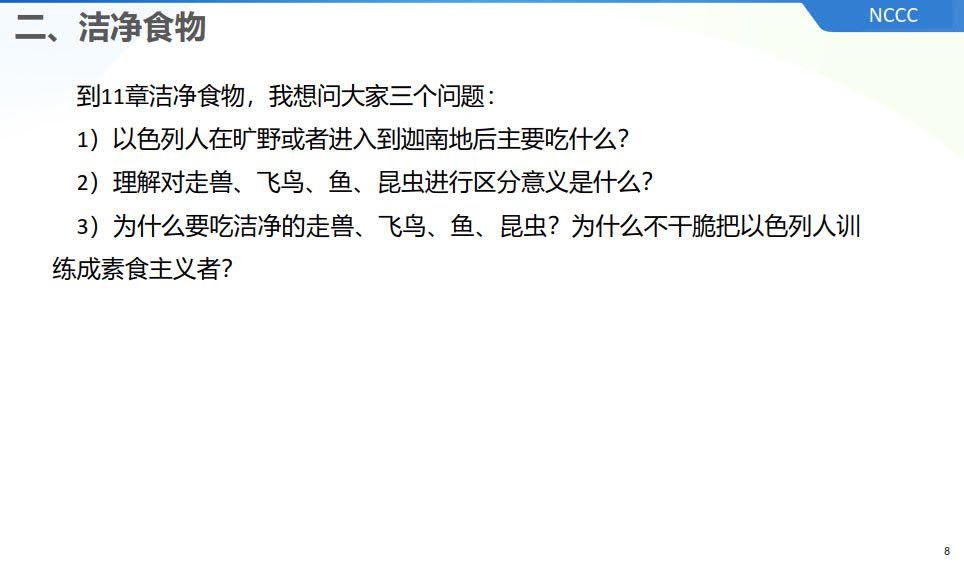 二、洁净食物
NCCC
到11章洁净食物，我想问大家三个问题：
1）以色列人在旷野或者进入到迦南地后主要吃什么？
2）理解对走兽、飞鸟、鱼、昆虫进行区分意义是什么？
3）为什么要吃洁净的走兽、飞鸟、鱼、昆虫？为什么不干脆把以色列人训
练成素食主义者？
8